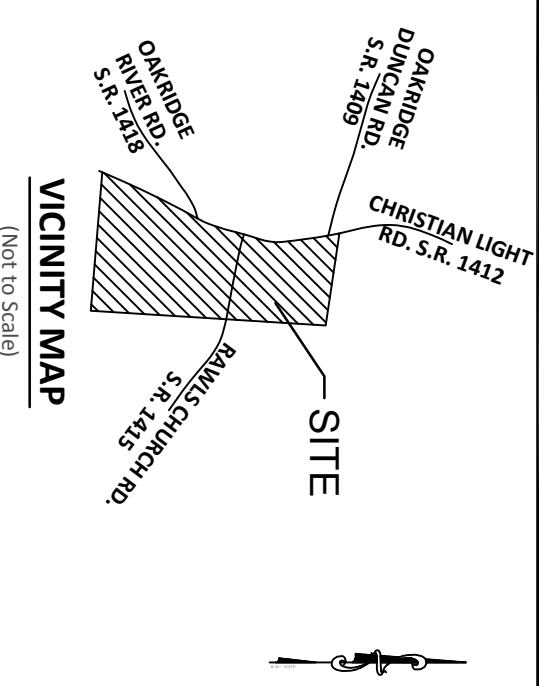 OAKRIDGE
DUNCAN RD.
S.R. 1409
CHRISTIAN LIGHT
RD. S.R. 1412
OAKRIDGE
RIVER RD.
S.R. 1418
RAWLS CHURCH RD.
S.R. 1415
SITE
VICINITY MAP
(Not to Scale)